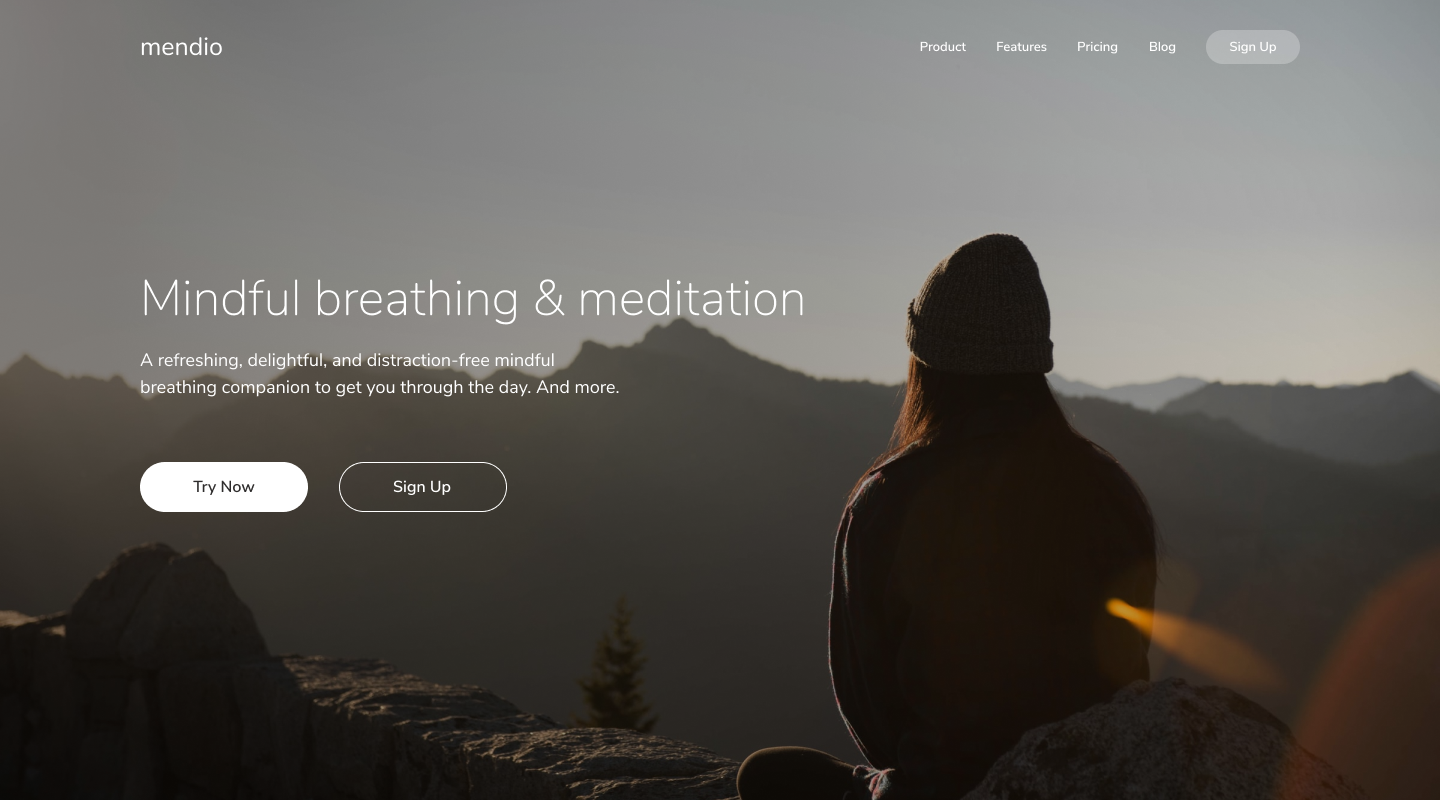 mendio
Product
Features
Pricing
Blog
Sign Up
Mindful breathing & meditation
A refreshing, delightful, and distraction-free mindful
breathing companion to get you through the day. And more.
Try Now
Sign Up